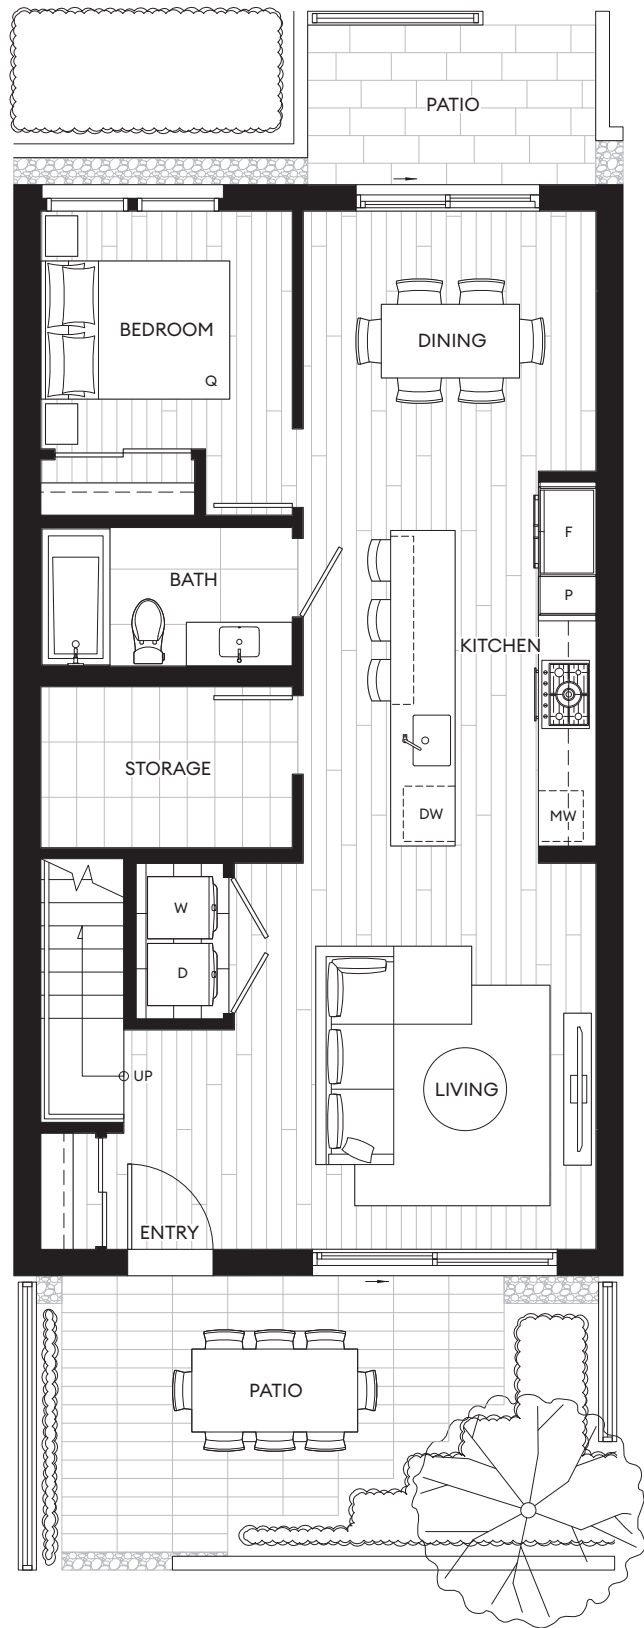 PATIO
BEDROOM
DINING
Q
F
BATH
P
KITCHEN
STORAGE
DW
MW
W
D
UP
LIVING
ENTRY
PATIO